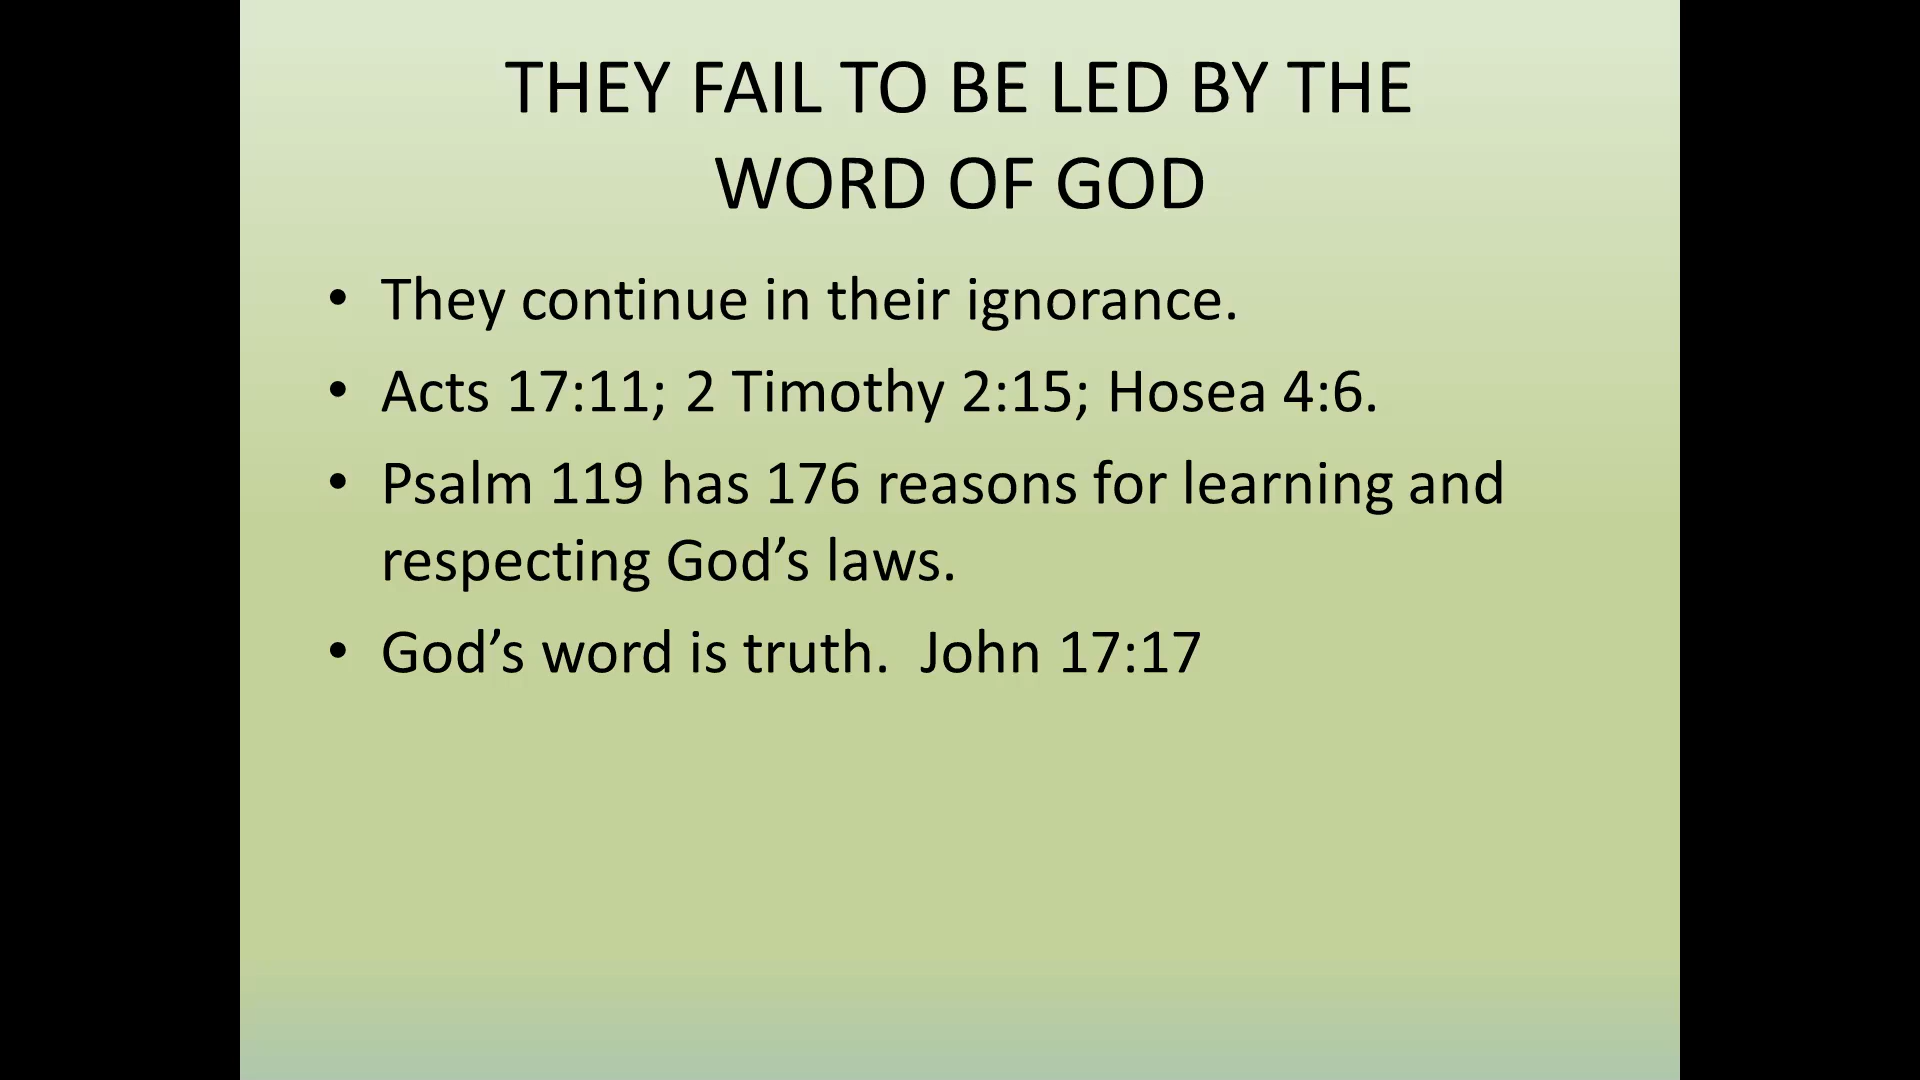 THEY FAIL TO BE LED BY THE
WORD OF GOD
• They continue in their ignorance.
• Acts 17:11; 2 Timothy 2:15; Hosea 4:6.
• Psalm 119 has 176 reasons for learning and
respecting God’s laws.
• God’s word is truth.  John 17:17